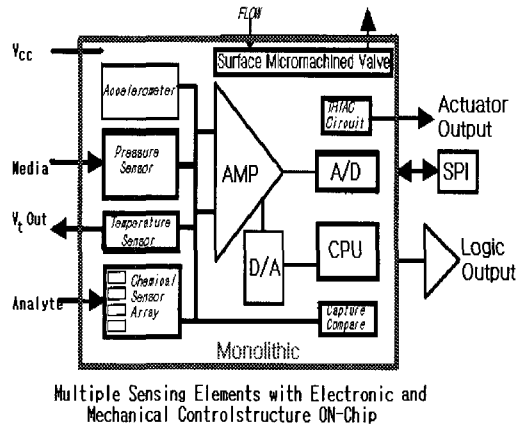 FLOW
Vcc
Surface Micromachined Valve
Accelerometer
Circuit
Actuator
Output
Media
Pressure
Sensor
AMP
A/D
SPI
Vt Out
Temperature
Sensor
D/A
CPU
Logic
Output
Analyte
Chemical
Sensor
Array
Capture
Compare
Monolithic
Multiple Sensing Elements with Electronic and
Mechanical Controlstructure ON-Chip